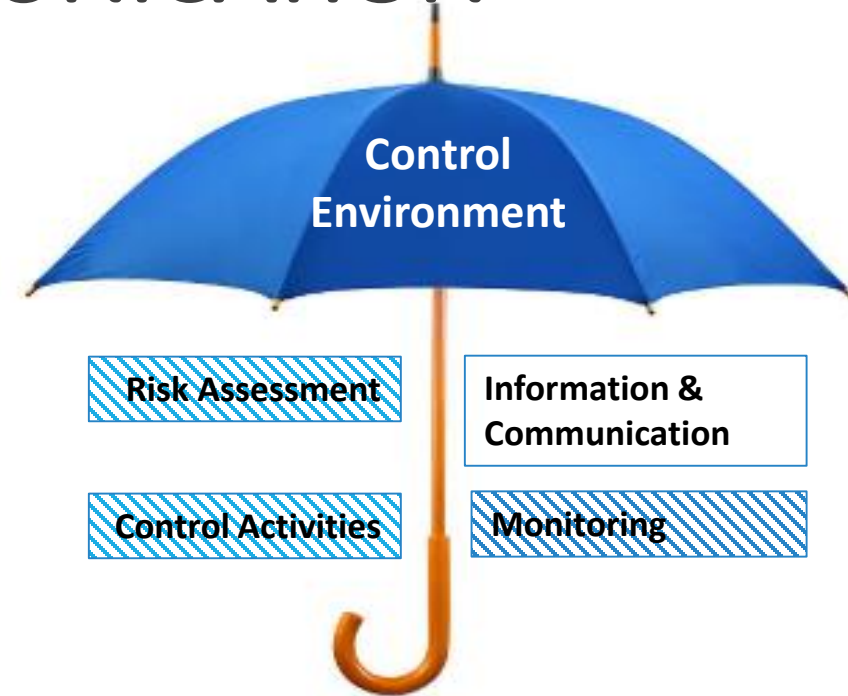 Control
Environment
Risk Assessment
Information &
Communication
Control Activities
Monitoring